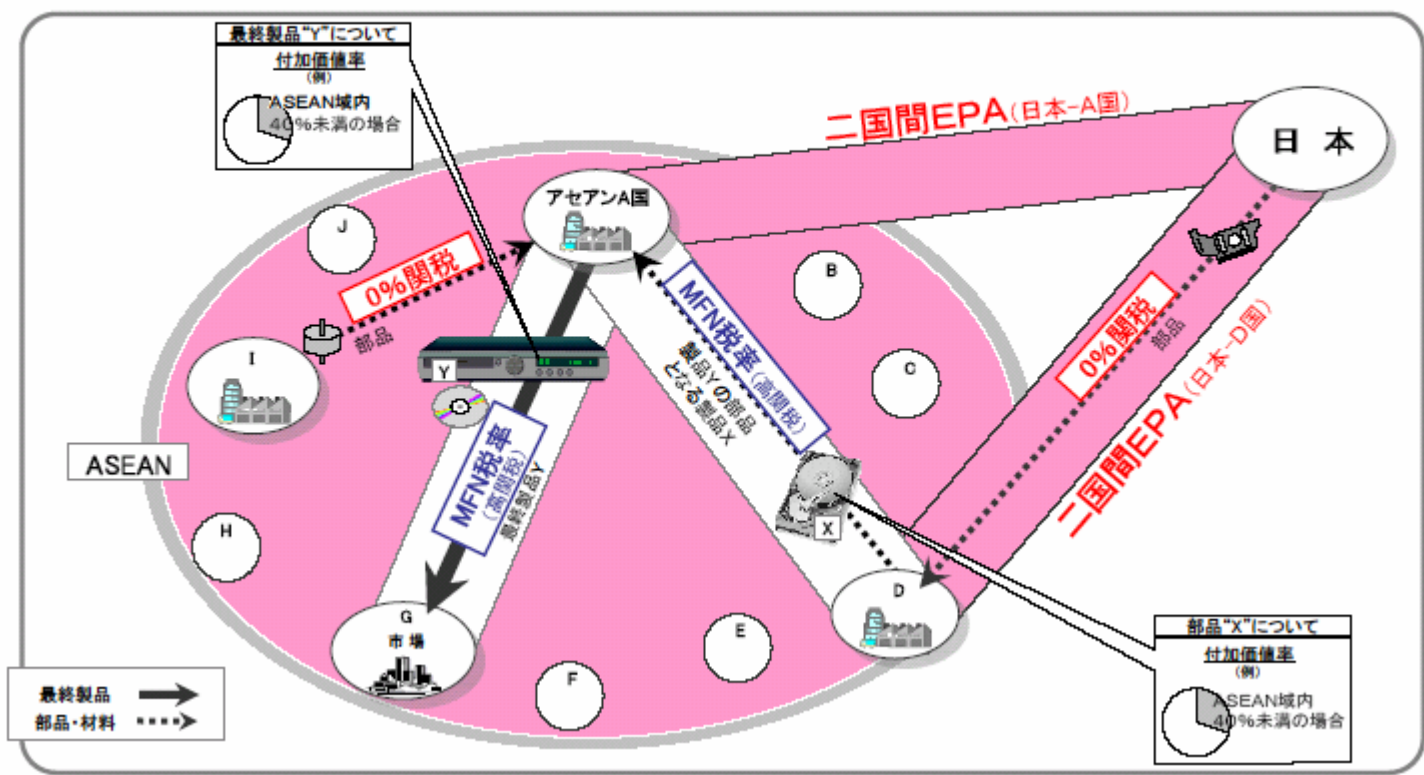 最終製品“Y”について
付加価値率
(例)
ASEAN域内
40%未満の場合
二国間EPA(日本-A国)
日 本
アセアンA国
J
0%関税
部品
I
B
C
MFN税率(高関税)
製品Yの部品
となる製品X
0%関税
部品
二国間EPA(日本-D国)
Y
MFN税率
(高関税)
最終製品Y
ASEAN
H
X
D
G
市場
E
F
部品“X”について
付加価値率
(例)
ASEAN域内
40%未満の場合
最終製品
部品・材料